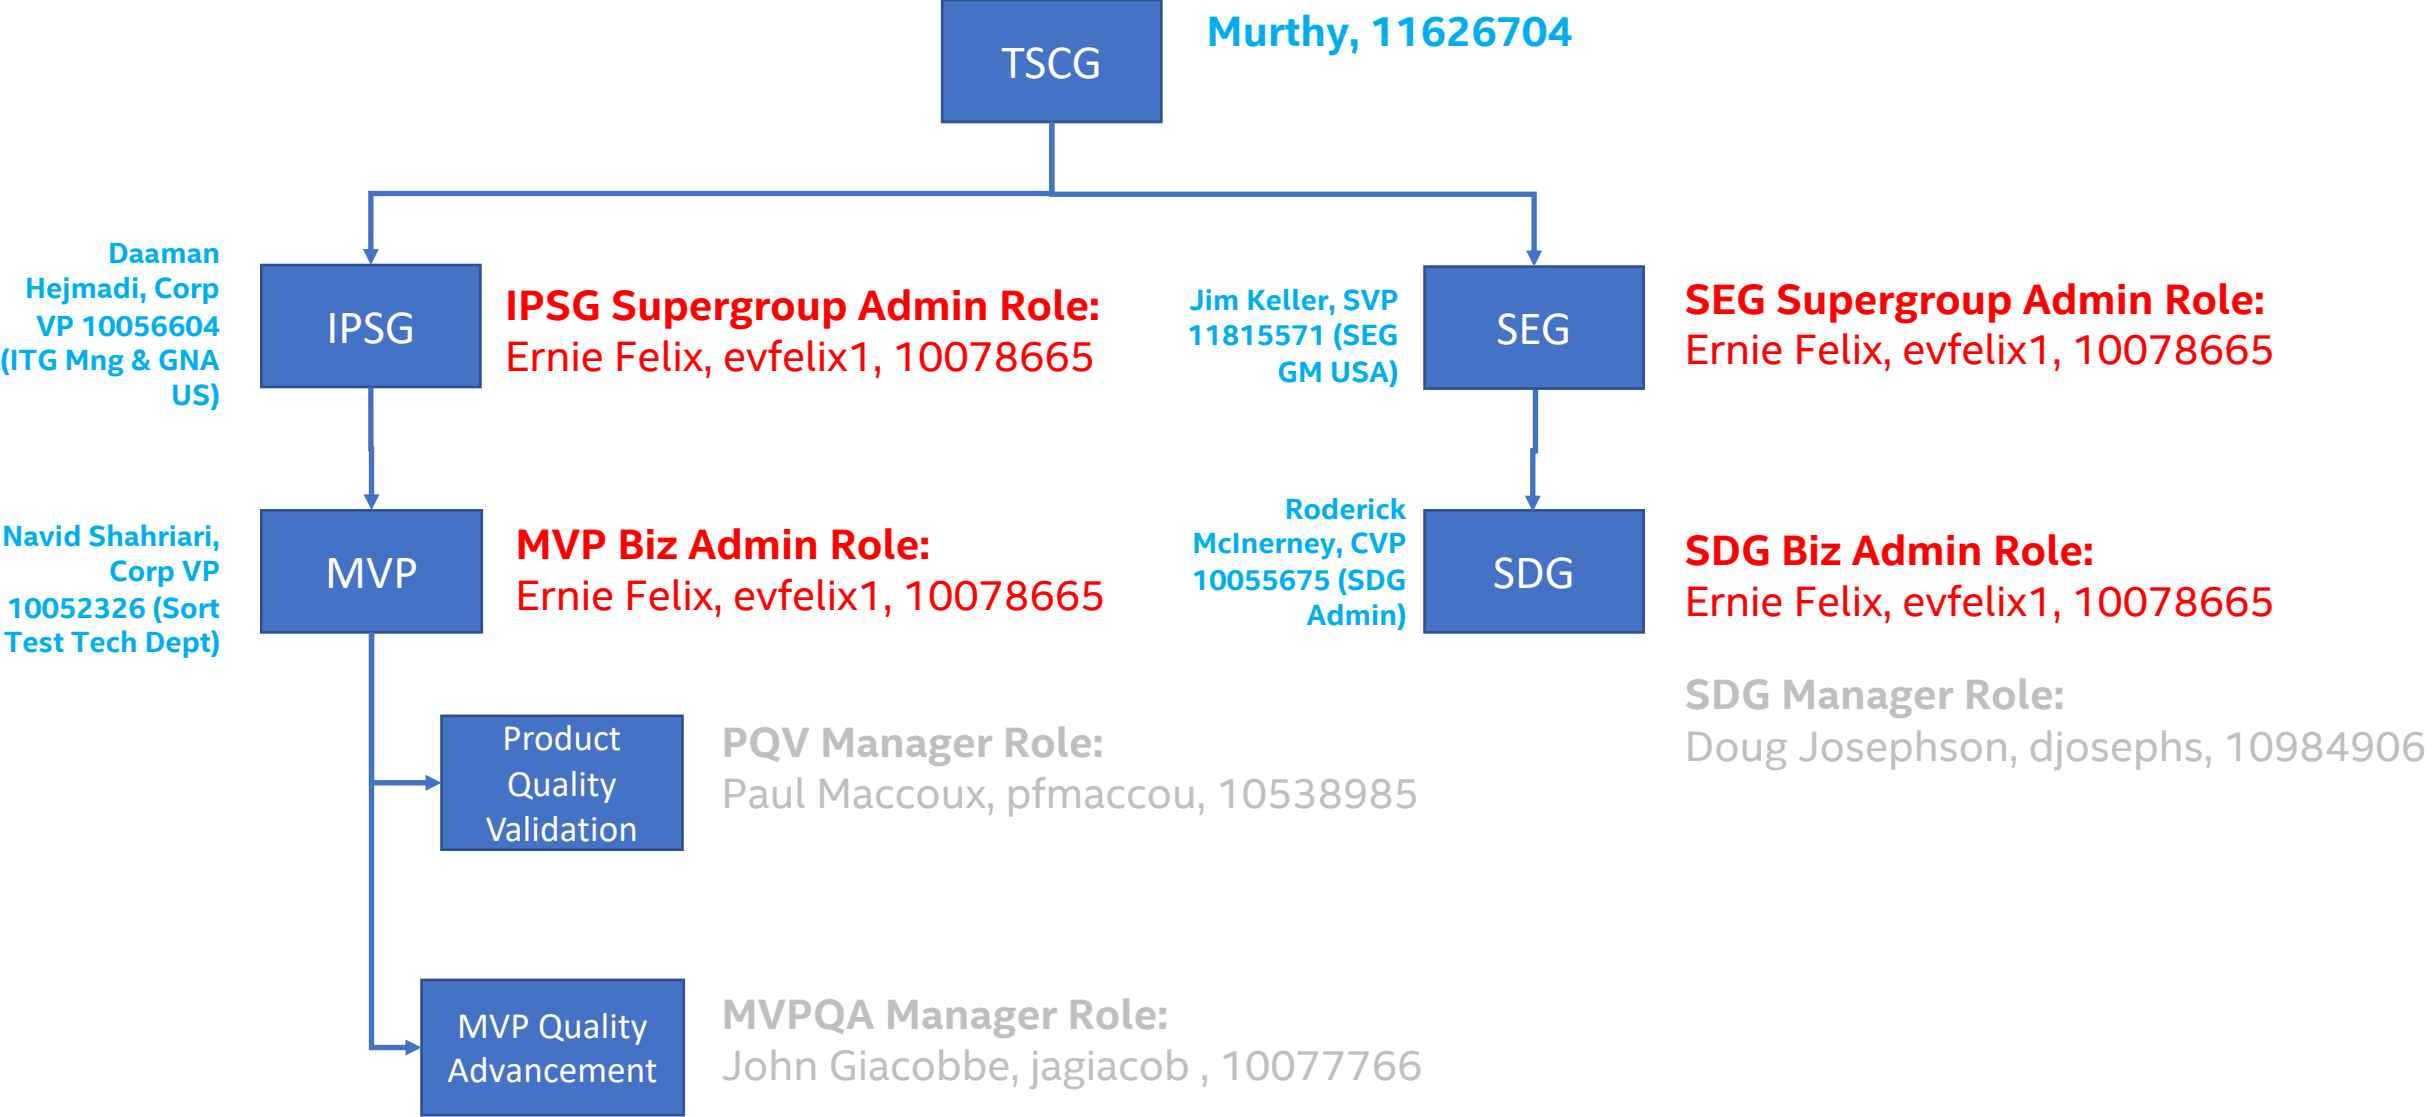 Murthy, 11626704
TSCG
Daaman
Hejmadi, Corp
VP 10056604
(ITG Mng & GNA
US)
IPSG
IPSG Supergroup Admin Role:
Ernie Felix, evfelix1, 10078665
Jim Keller, SVP
11815571 (SEG
GM USA)
SEG
SEG Supergroup Admin Role:
Ernie Felix, evfelix1, 10078665
Navid Shahriari,
Corp VP
10052326 (Sort
Test Tech Dept)
MVP
MVP Biz Admin Role:
Ernie Felix, evfelix1, 10078665
Roderick
McInerney, CVP
10055675 (SDG
Admin)
SDG
SDG Biz Admin Role:
Ernie Felix, evfelix1, 10078665
SDG Manager Role:
Doug Josephson, djosephs, 10984906
Product
Quality
Validation
PQV Manager Role:
Paul Maccoux, pfmaccou, 10538985
MVP Quality
Advancement
MVPQA Manager Role:
John Giacobbe, jagiacob , 10077766